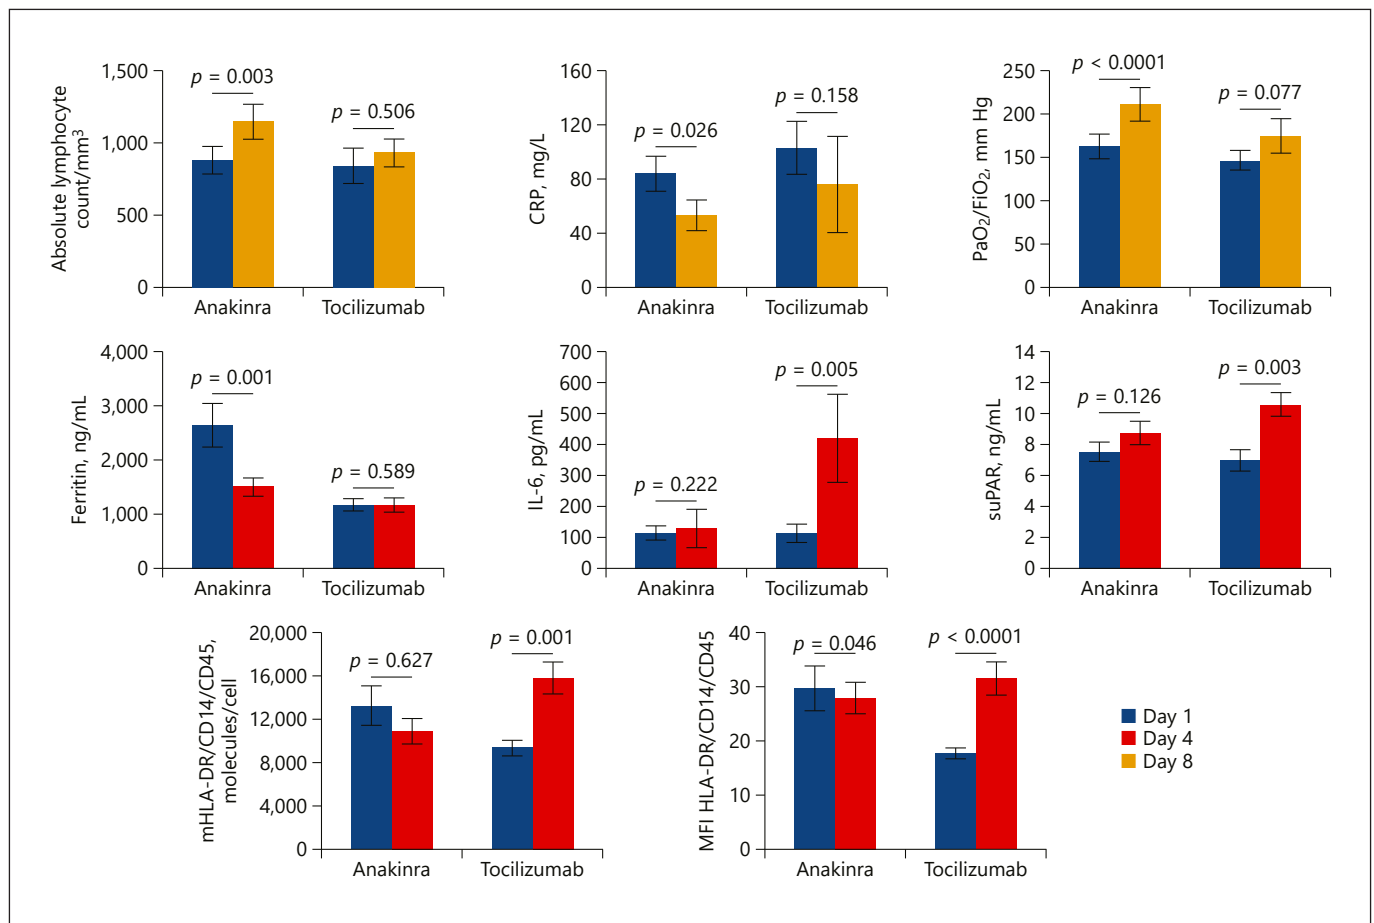 Absolute lymphocyte
count/mm³
1,500
1,000
500
0
p = 0.003
p = 0.506
Anakinra
Tocilizumab
CRP, mg/L
160
120
80
40
0
p = 0.026
p = 0.158
Anakinra
Tocilizumab
PaO₂/FiO₂, mm Hg
250
200
150
100
50
0
p < 0.0001
p = 0.077
Anakinra
Tocilizumab
Ferritin, ng/mL
4,000
3,000
2,000
1,000
0
p = 0.001
p = 0.589
Anakinra
Tocilizumab
IL-6, pg/mL
700
600
500
400
300
200
100
0
p = 0.222
p = 0.005
Anakinra
Tocilizumab
suPAR, ng/mL
14
12
10
8
6
4
2
0
p = 0.126
p = 0.003
Anakinra
Tocilizumab
mHLA-DR/CD14/CD45,
molecules/cell
20,000
16,000
12,000
8,000
4,000
0
p = 0.627
p = 0.001
Anakinra
Tocilizumab
MFI HLA-DR/CD14/CD45
40
30
20
10
0
p = 0.046
p < 0.0001
Anakinra
Tocilizumab
Day 1
Day 4
Day 8